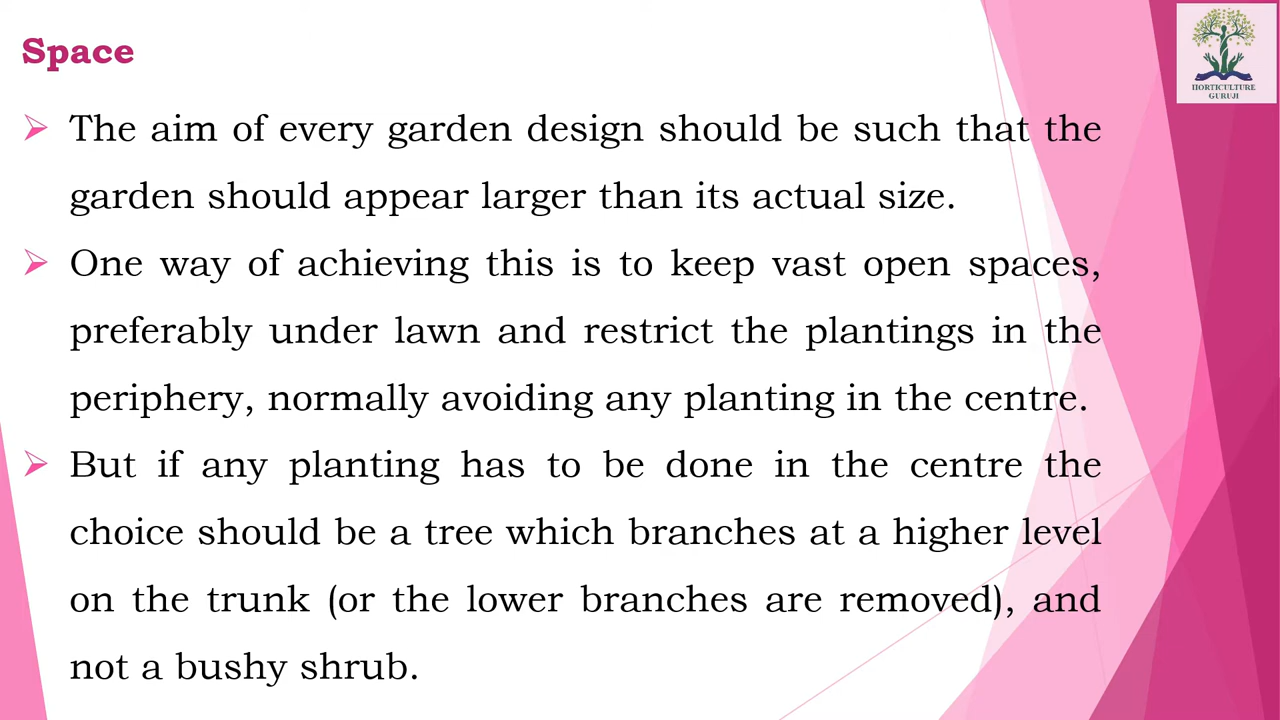 Space
HORTICULTURE
GURUJI
➢ The aim of every garden design should be such that the
garden should appear larger than its actual size.
➢ One way of achieving this is to keep vast open spaces,
preferably under lawn and restrict the plantings in the
periphery, normally avoiding any planting in the centre.
➢ But if any planting has to be done in the centre the
choice should be a tree which branches at a higher level
on the trunk (or the lower branches are removed), and
not a bushy shrub.